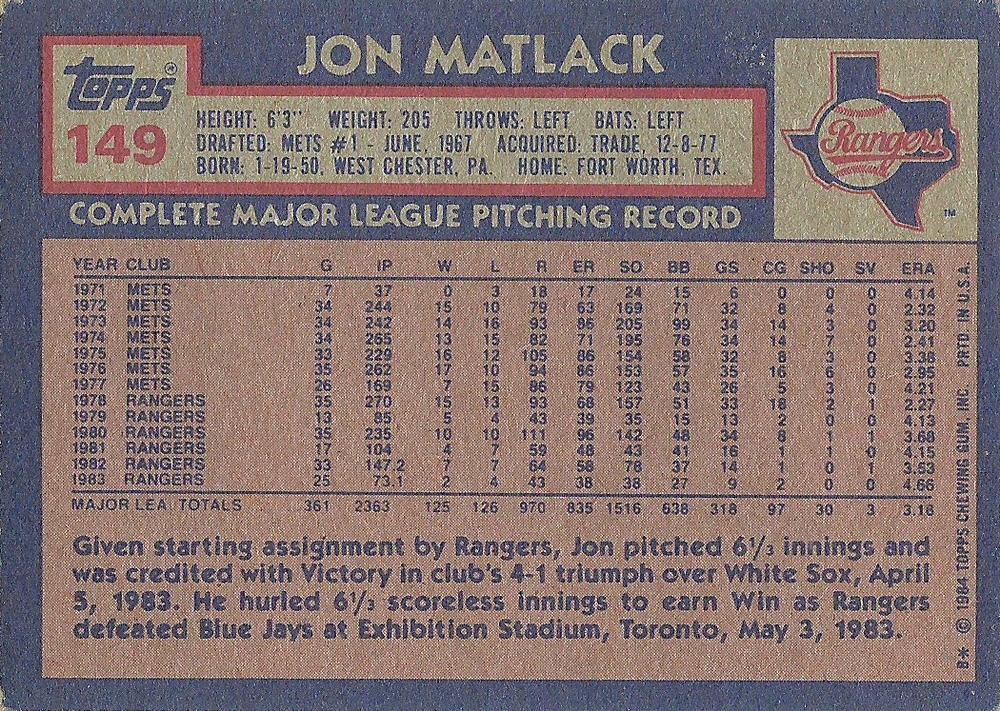 JON MATLACK
Topps®
149
HEIGHT: 6'3" WEIGHT: 205 THROWS: LEFT BATS: LEFT
DRAFTED: METS #1 - JUNE, 1967 ACQUIRED: TRADE, 12-8-77
BORN: 1-19-50, WEST CHESTER, PA. HOME: FORT WORTH, TEX.
Rangers
TM
COMPLETE MAJOR LEAGUE PITCHING RECORD
YEAR CLUB G IP W L R ER SO BB GS CG SHO SV ERA
1971 METS 7 37 0 3 18 17 24 15 6 0 0 0 4.14
1972 METS 34 244 15 10 79 63 169 71 32 8 4 0 2.32
1973 METS 34 242 14 16 93 86 205 99 34 14 3 0 3.20
1974 METS 34 265 13 15 82 71 195 76 34 14 7 0 2.41
1975 METS 33 229 16 12 105 86 154 58 32 8 3 0 3.38
1976 METS 35 262 17 10 94 86 153 57 35 16 6 0 2.95
1977 METS 26 169 7 15 86 79 123 43 26 5 3 0 4.21
1978 RANGERS 35 270 15 13 93 68 157 51 33 18 2 1 2.27
1979 RANGERS 13 85 5 4 43 39 35 15 13 2 0 0 4.13
1980 RANGERS 35 235 10 10 111 96 142 48 34 8 1 1 3.68
1981 RANGERS 17 104 4 7 59 48 43 41 16 1 1 0 4.15
1982 RANGERS 33 147.2 7 7 64 58 78 37 14 1 0 1 3.53
1983 RANGERS 25 73.1 2 4 43 38 38 27 9 2 0 0 4.66
MAJOR LEA. TOTALS 361 2363 125 126 970 835 1516 638 318 97 30 3 3.18
Given starting assignment by Rangers, Jon pitched 6⅓ innings and
was credited with Victory in club's 4-1 triumph over White Sox, April
5, 1983. He hurled 6⅓ scoreless innings to earn Win as Rangers
defeated Blue Jays at Exhibition Stadium, Toronto, May 3, 1983.
B* © 1984 TOPPS CHEWING GUM, INC. PRTD IN U.S.A.